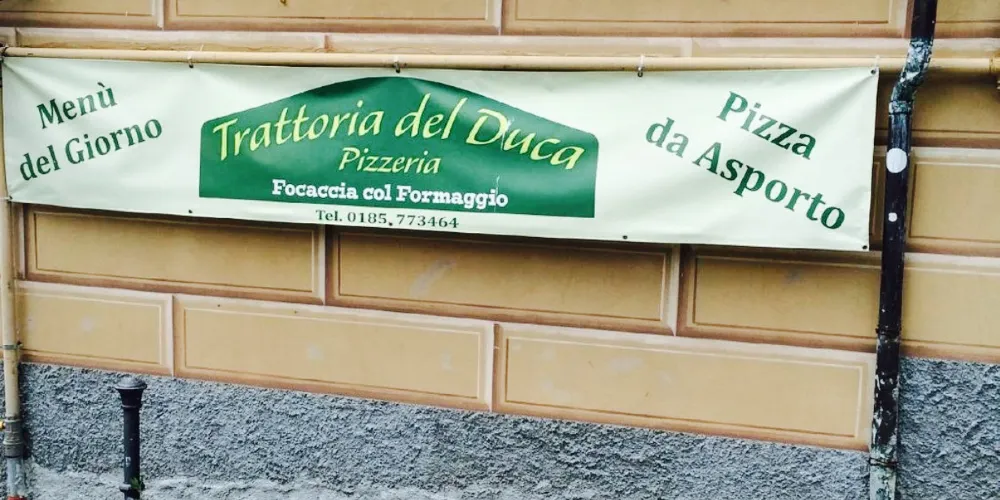 Menù
del Giorno
Trattoria del Duca
Pizzeria
Focaccia col Formaggio
Tel. 0185.773464
Pizza
da Asporto